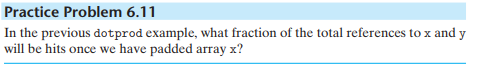 Practice Problem 6.11
In the previous dotprod example, what fraction of the total references to x and y
will be hits once we have padded array x?